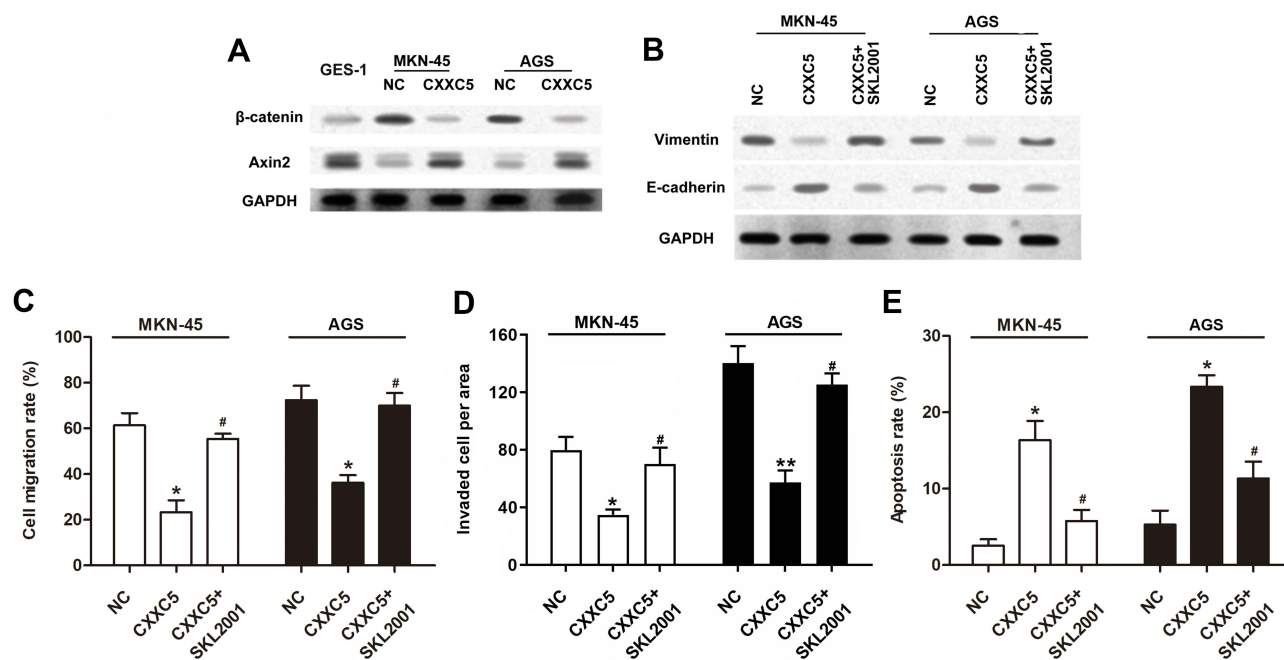 A
GES-1
MKN-45
AGS
NC CXXC5 NC CXXC5
β-catenin
Axin2
GAPDH
B
MKN-45
AGS
NC
CXXC5
CXXC5+
SKL2001
NC
CXXC5
CXXC5+
SKL2001
Vimentin
E-cadherin
GAPDH
C
MKN-45
AGS
Cell migration rate (%)
100
80
60
40
20
0
*
#
*
#
NC
CXXC5
CXXC5+
SKL2001
NC
CXXC5
CXXC5+
SKL2001
D
MKN-45
AGS
Invaded cell per area
160
120
80
40
0
*
#
**
#
NC
CXXC5
CXXC5+
SKL2001
NC
CXXC5
CXXC5+
SKL2001
E
MKN-45
AGS
Apoptosis rate (%)
30
20
10
0
*
#
*
#
NC
CXXC5
CXXC5+
SKL2001
NC
CXXC5
CXXC5+
SKL2001